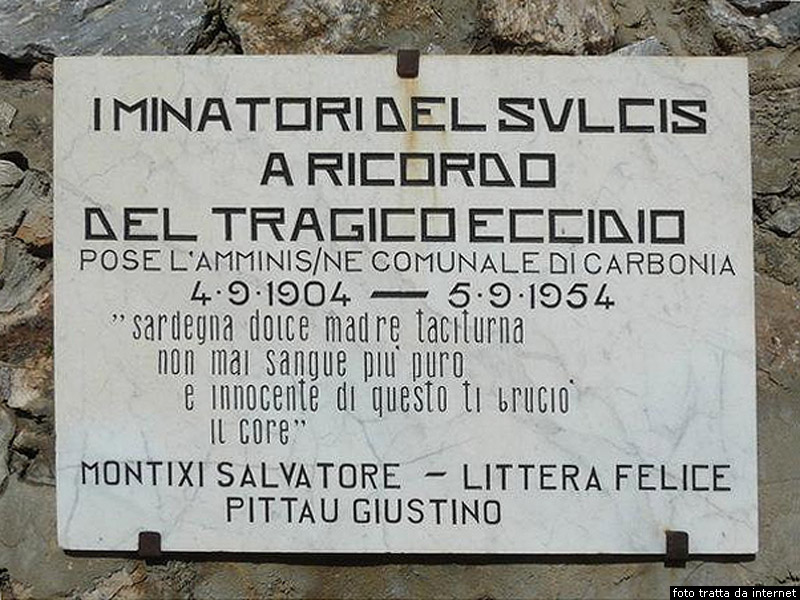 I MINATORI DEL SVLCIS
A RICORDO
DEL TRAGICO ECCIDIO
POSE L'AMMINIS/NE COMUNALE DI CARBONIA
4·9·1904 — 5·9·1954
"sardegna dolce madre taciturna
non mai sangue più puro
e innocente di questo ti bruciò
il core"
MONTIXI SALVATORE - LITTERA FELICE
PITTAU GIUSTINO
foto tratta da internet